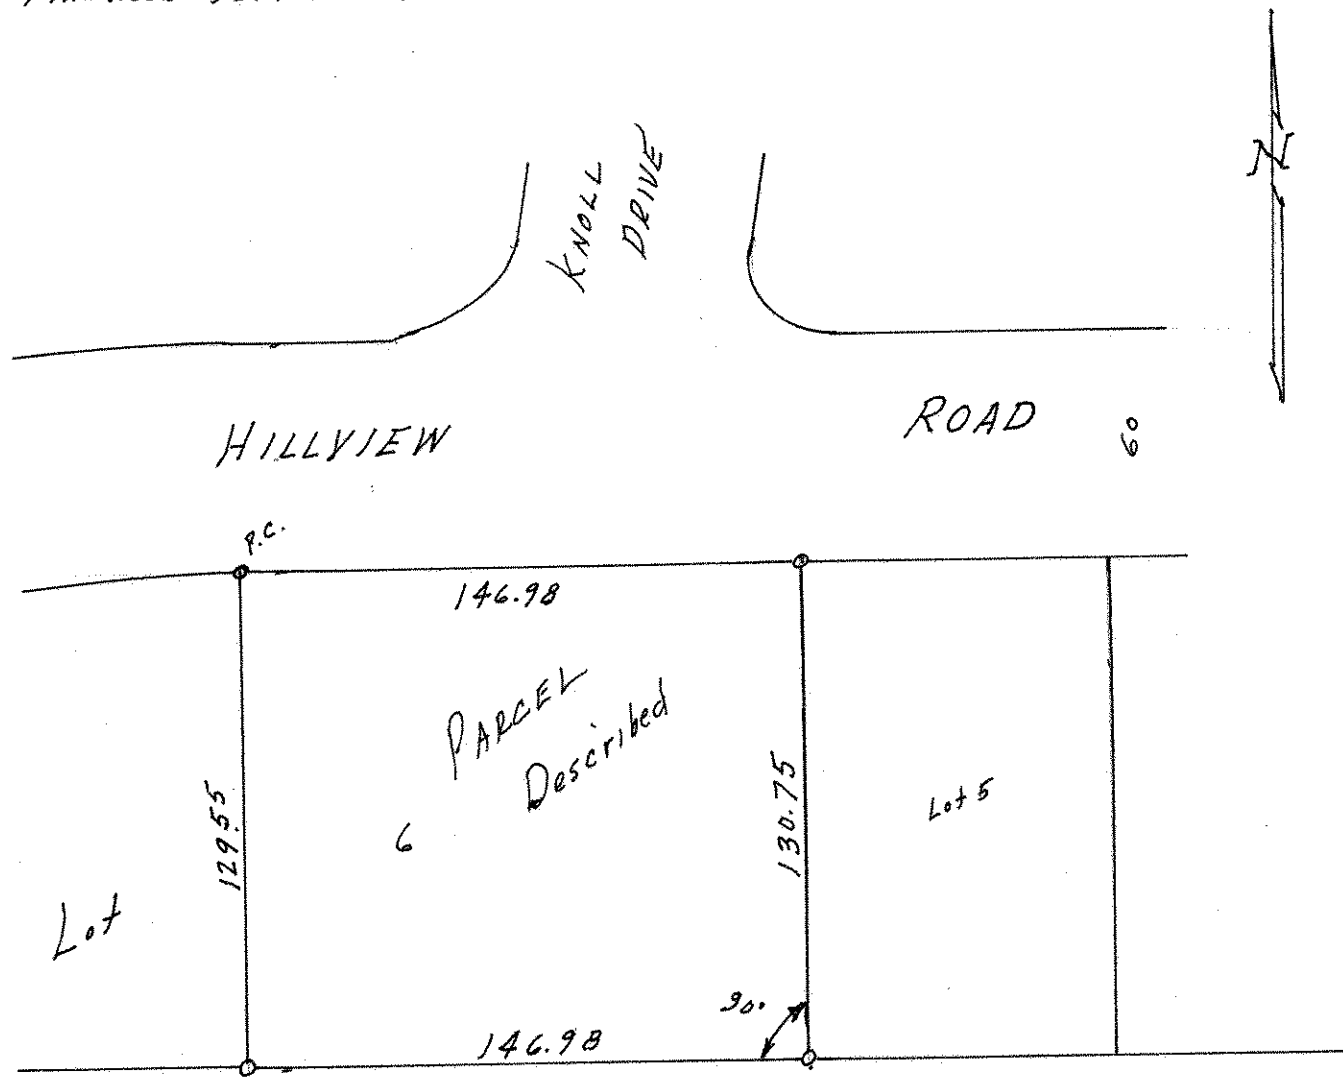 N
KNOLL
DRIVE
HILLVIEW ROAD 60
P.C.
146.98
PARCEL
Described
6
129.55
130.75
Lot 5
Lot
90°
146.98